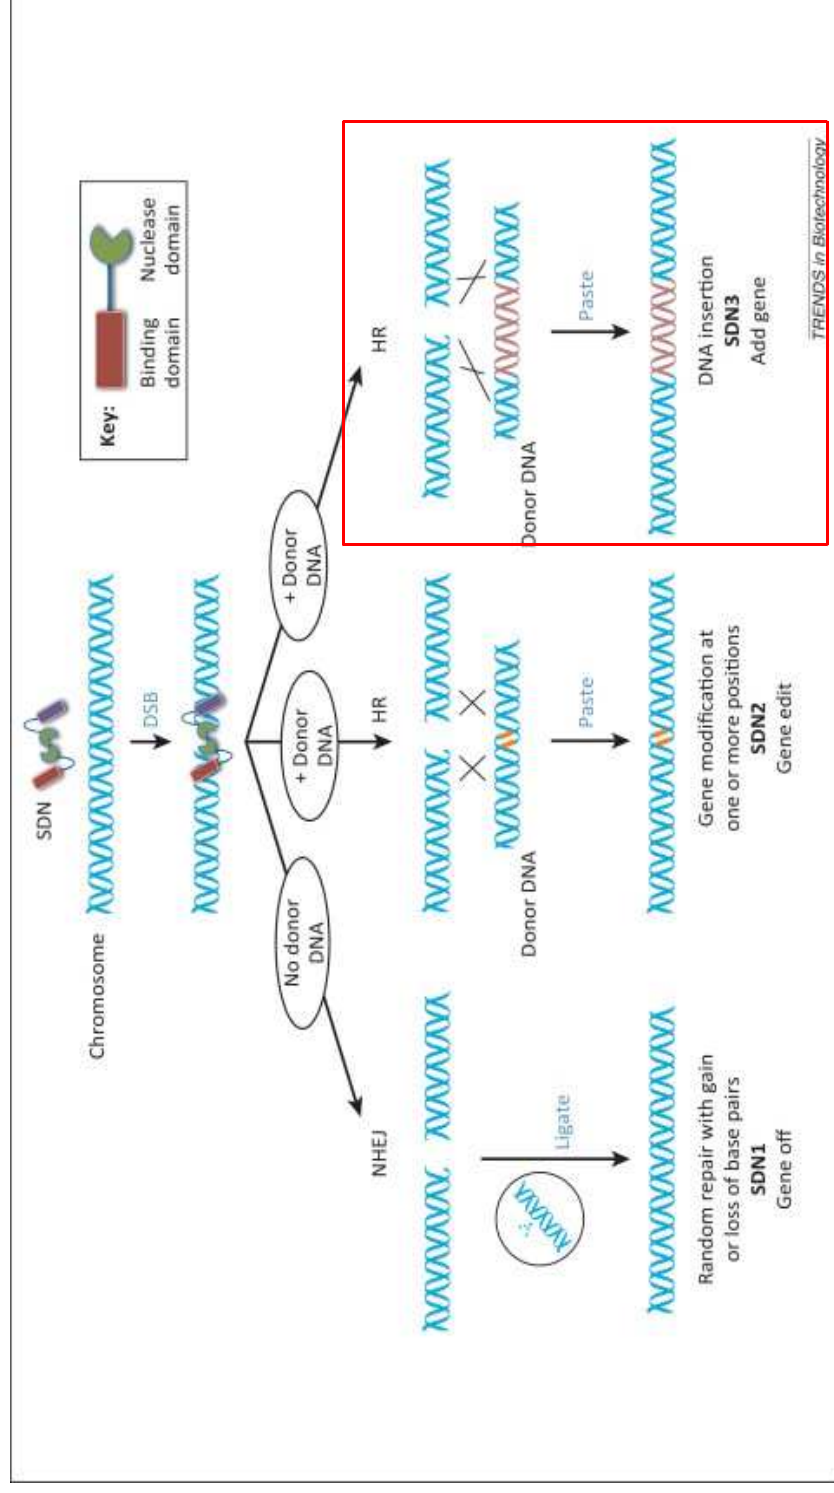 SDN
Key:
Binding
domain
Nuclease
domain
Chromosome
DSB
No donor
DNA
+ Donor
DNA
+ Donor
DNA
NHEJ
HR
HR
Donor DNA
Donor DNA
Ligate
Paste
Paste
Random repair with gain
or loss of base pairs
SDN1
Gene off
Gene modification at
one or more positions
SDN2
Gene edit
DNA insertion
SDN3
Add gene
TRENDS in Biotechnology